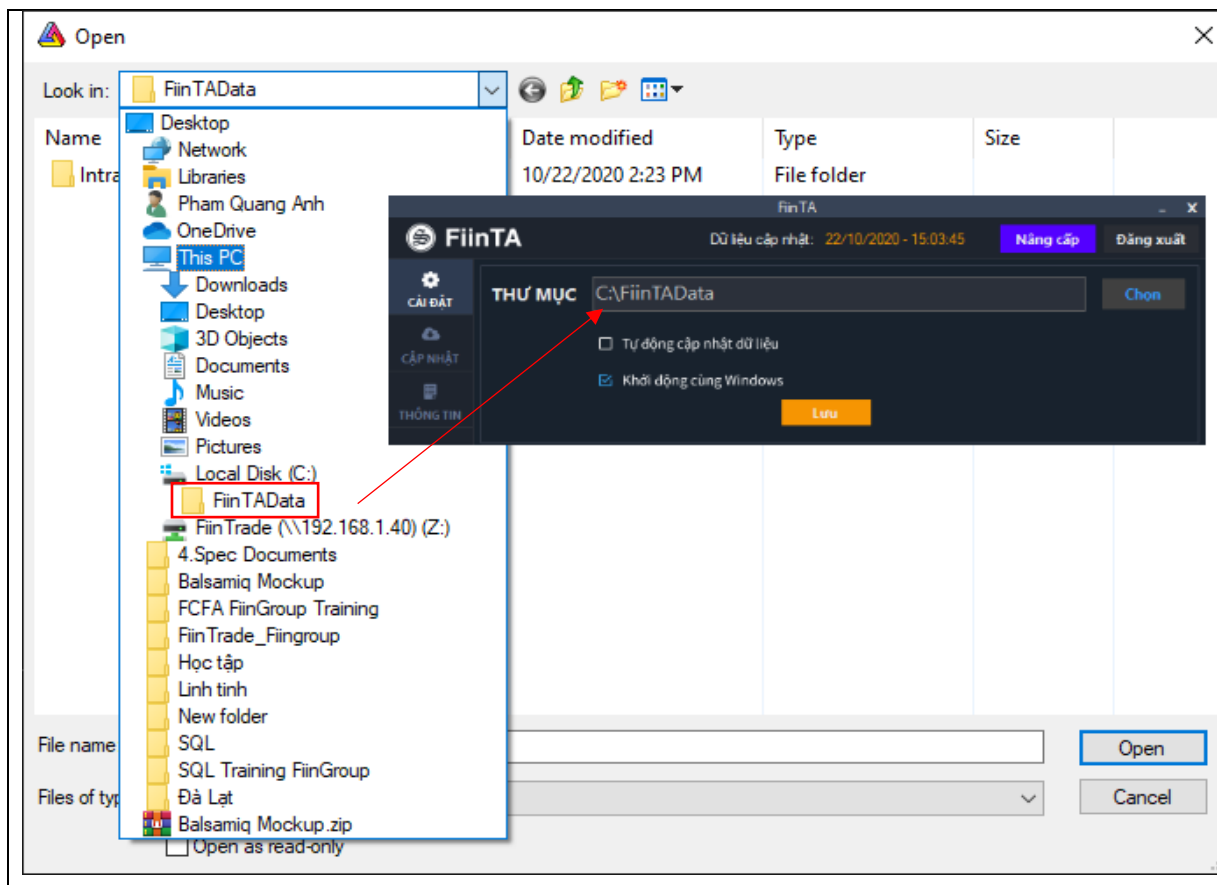 Open
Look in: FiinTAData
Desktop
Network
Libraries
Pham Quang Anh
OneDrive
This PC
Downloads
Desktop
3D Objects
Documents
Music
Videos
Pictures
Local Disk (C:)
FiinTAData
FiinTrade (\\192.168.1.40) (Z:)
4.Spec Documents
Balsamiq Mockup
FCFA FiinGroup Training
FiinTrade_Fiingroup
Học tập
Linh tinh
New folder
SQL
SQL Training FiinGroup
Đà Lạt
Balsamiq Mockup.zip
Name Date modified Type Size
Intra 10/22/2020 2:23 PM File folder
FiinTA
FiinTA Dữ liệu cập nhật: 22/10/2020 - 15:03:45 Nâng cấp Đăng xuất
CÀI ĐẶT
CẬP NHẬT
THÔNG TIN
THƯ MỤC C:\FiinTAData Chọn
Tự động cập nhật dữ liệu
Khởi động cùng Windows
Lưu
File name Open
Files of typ Cancel
Open as read-only